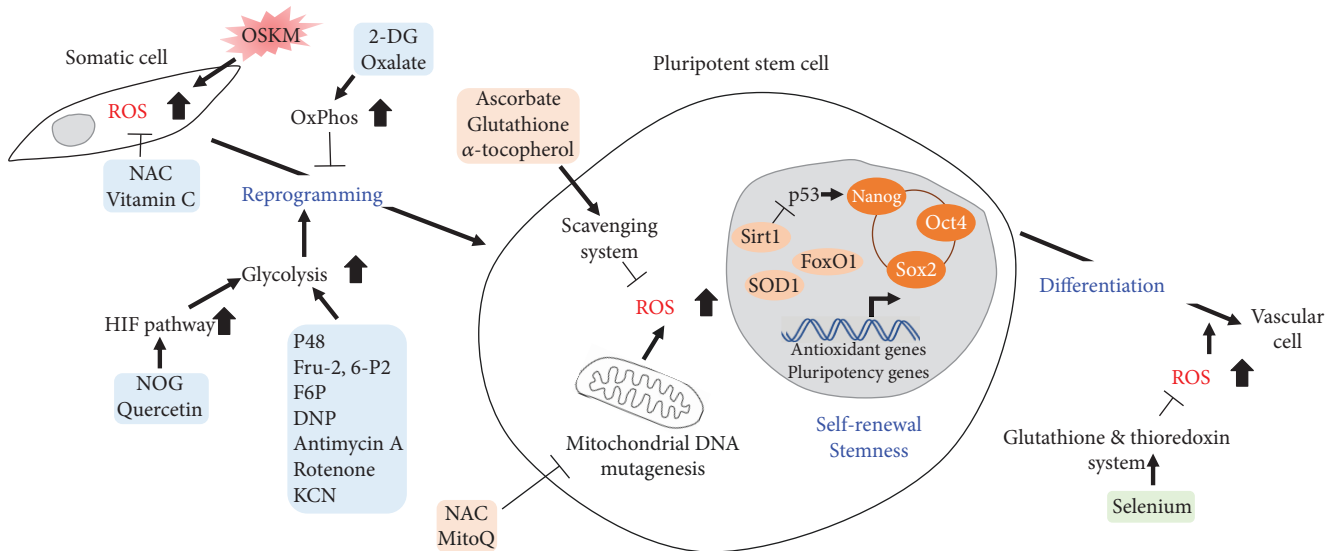 OSKM
Somatic cell
ROS
NAC
Vitamin C
2-DG
Oxalate
OxPhos
Reprogramming
Glycolysis
HIF pathway
NOG
Quercetin
P48
Fru-2, 6-P2
F6P
DNP
Antimycin A
Rotenone
KCN
Pluripotent stem cell
Ascorbate
Glutathione
α-tocopherol
Scavenging
system
ROS
Mitochondrial DNA
mutagenesis
NAC
MitoQ
p53
Nanog
Oct4
Sox2
Sirt1
FoxO1
SOD1
Antioxidant genes
Pluripotency genes
Self-renewal
Stemness
Differentiation
Vascular
cell
ROS
Glutathione & thioredoxin
system
Selenium